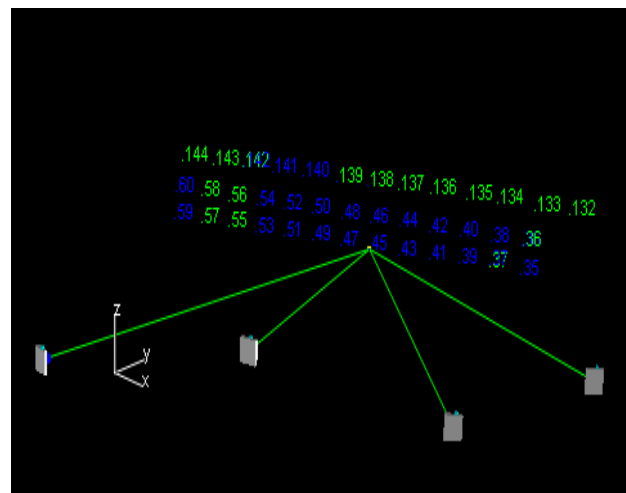 .144 .143 .142 .141 .140 .139 .138 .137 .136 .135 .134 .133 .132
.60 .58 .56 .54 .52 .50 .48 .46 .44 .42 .40 .38 .36
.59 .57 .55 .53 .51 .49 .47 .45 .43 .41 .39 .37 .35
z
y
x